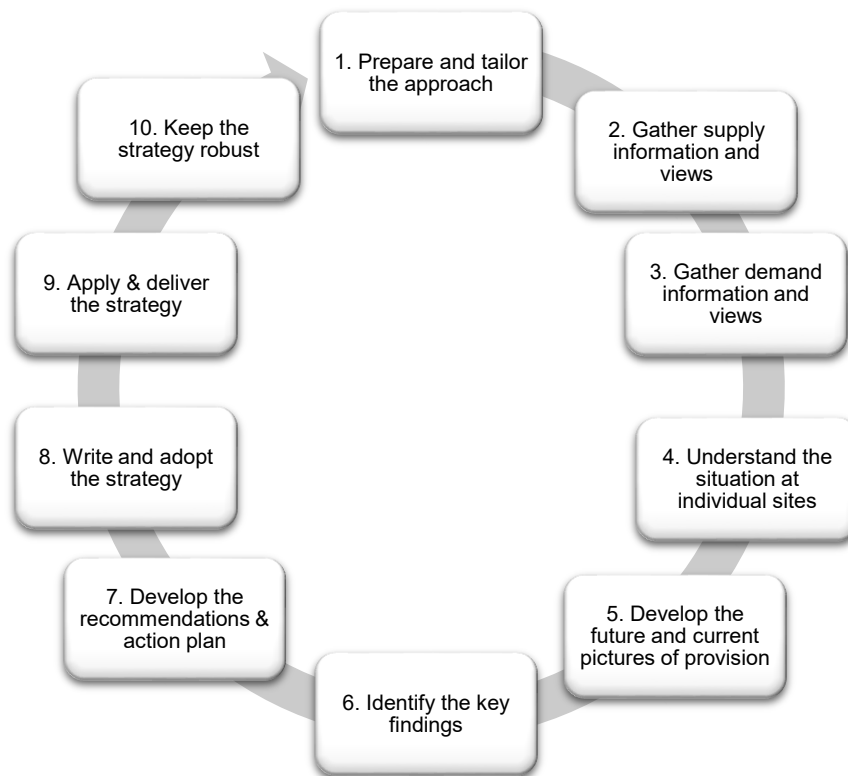 1. Prepare and tailor
the approach
2. Gather supply
information and
views
3. Gather demand
information and
views
4. Understand the
situation at
individual sites
5. Develop the
future and current
pictures of provision
6. Identify the key
findings
7. Develop the
recommendations &
action plan
8. Write and adopt
the strategy
9. Apply & deliver
the strategy
10. Keep the
strategy robust